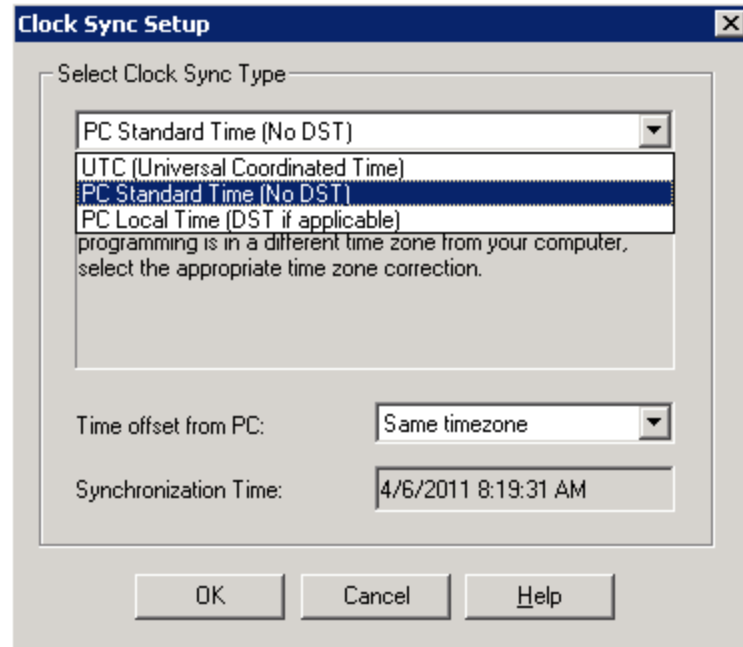 Clock Sync Setup
Select Clock Sync Type
PC Standard Time (No DST)
UTC (Universal Coordinated Time)
PC Standard Time (No DST)
PC Local Time (DST if applicable)
programming is in a different time zone from your computer,
select the appropriate time zone correction.
Time offset from PC: Same timezone
Synchronization Time: 4/6/2011 8:19:31 AM
OK Cancel Help